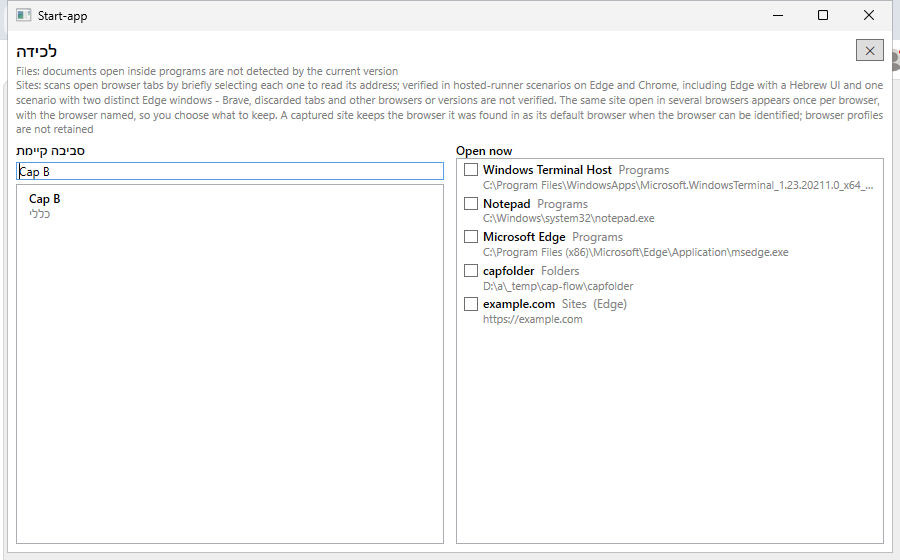 Start-app
לכידה
Files: documents open inside programs are not detected by the current version
Sites: scans open browser tabs by briefly selecting each one to read its address; verified in hosted-runner scenarios on Edge and Chrome, including Edge with a Hebrew UI and one
scenario with two distinct Edge windows - Brave, discarded tabs and other browsers or versions are not verified. The same site open in several browsers appears once per browser,
with the browser named, so you choose what to keep. A captured site keeps the browser it was found in as its default browser when the browser can be identified; browser profiles
are not retained
סביבה קיימת
Cap B
Cap B
כללי
Open now
Windows Terminal Host Programs
C:\Program Files\WindowsApps\Microsoft.WindowsTerminal_1.23.20211.0_x64_...
Notepad Programs
C:\Windows\system32\notepad.exe
Microsoft Edge Programs
C:\Program Files (x86)\Microsoft\Edge\Application\msedge.exe
capfolder Folders
D:\a\_temp\cap-flow\capfolder
example.com Sites (Edge)
https://example.com